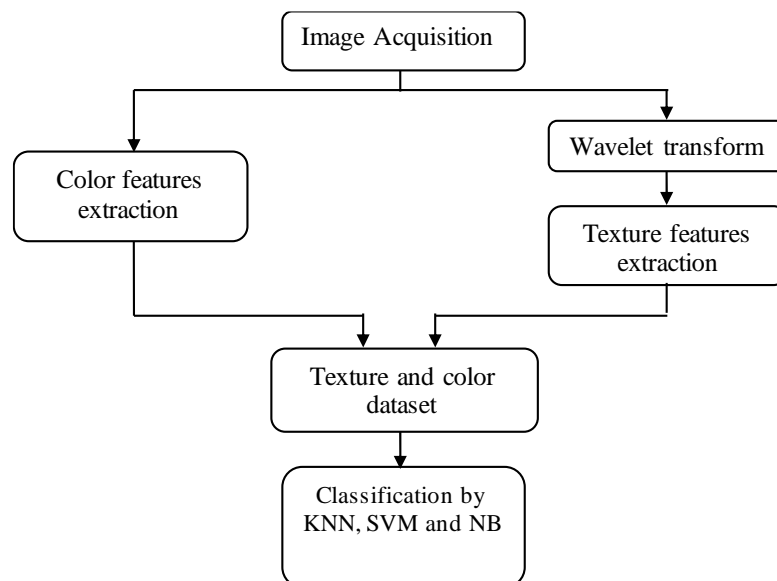 Image Acquisition
Wavelet transform
Color features
extraction
Texture features
extraction
Texture and color
dataset
Classification by
KNN, SVM and NB